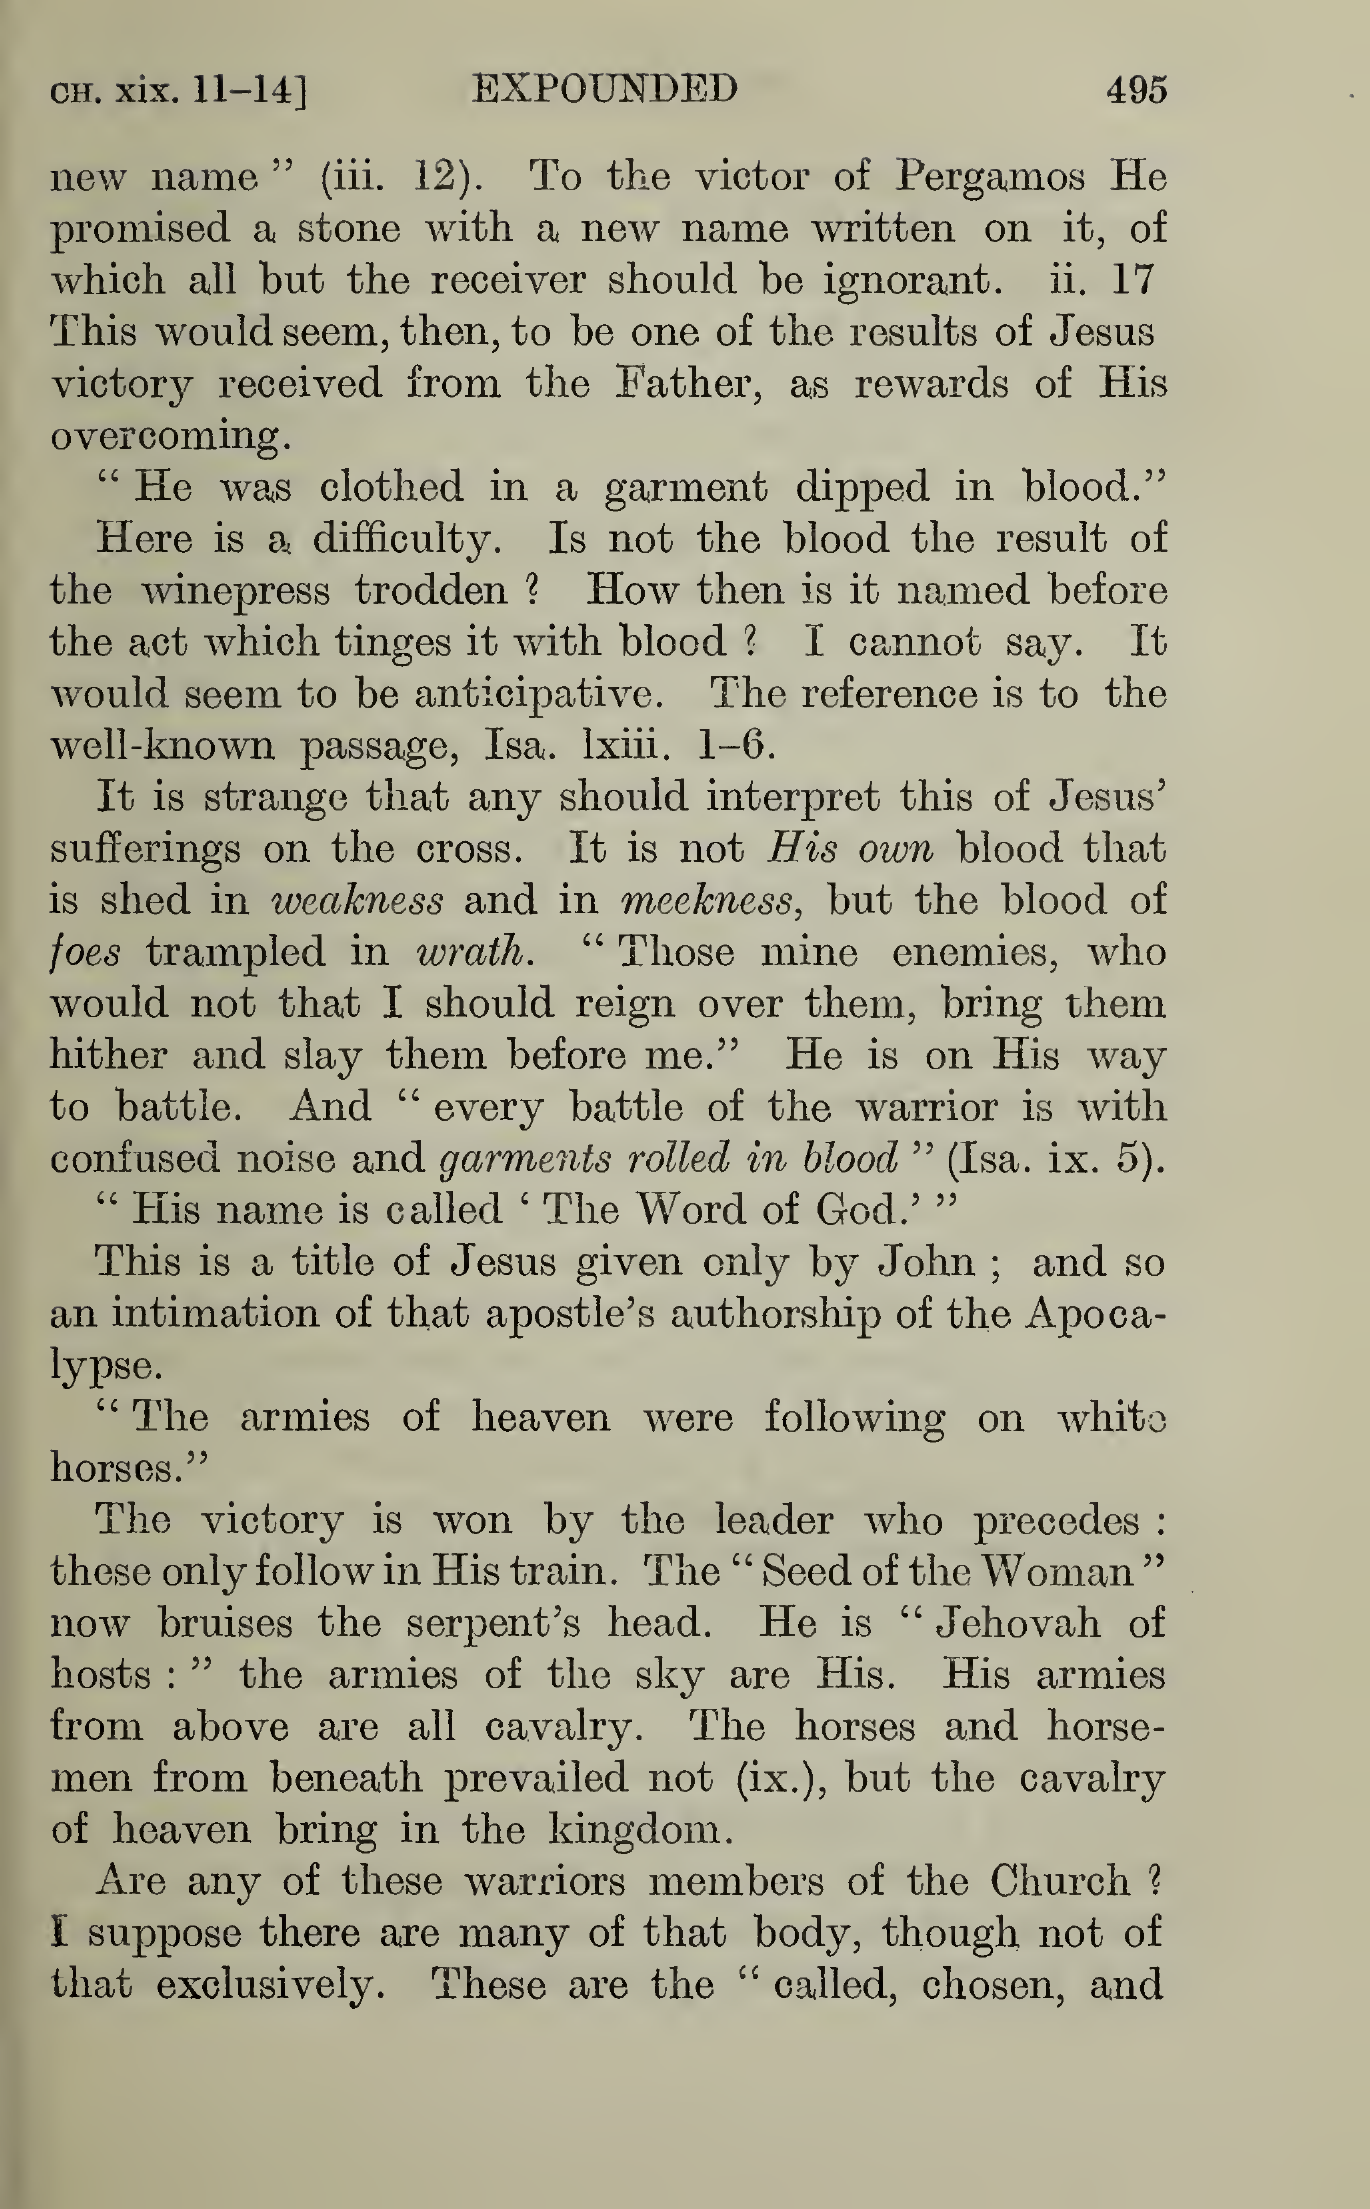 CH. xix. 11–14] EXPOUNDED 495
new name” (iii. 12). To the victor of Pergamos He
promised a stone with a new name written on it, of
which all but the receiver should be ignorant. ii. 17
This would seem, then, to be one of the results of Jesus
victory received from the Father, as rewards of His
overcoming.
“ He was clothed in a garment dipped in blood.”
Here is a difficulty. Is not the blood the result of
the winepress trodden ? How then is it named before
the act which tinges it with blood ? I cannot say. It
would seem to be anticipative. The reference is to the
well-known passage, Isa. lxiii. 1–6.
It is strange that any should interpret this of Jesus’
sufferings on the cross. It is not His own blood that
is shed in weakness and in meekness, but the blood of
foes trampled in wrath. “ Those mine enemies, who
would not that I should reign over them, bring them
hither and slay them before me.” He is on His way
to battle. And “ every battle of the warrior is with
confused noise and garments rolled in blood ” (Isa. ix. 5).
“ His name is called ‘ The Word of God.’ ”
This is a title of Jesus given only by John ; and so
an intimation of that apostle’s authorship of the Apoca-
lypse.
“ The armies of heaven were following on white
horses.”
The victory is won by the leader who precedes :
these only follow in His train. The “ Seed of the Woman ”
now bruises the serpent’s head. He is “ Jehovah of
hosts : ” the armies of the sky are His. His armies
from above are all cavalry. The horses and horse-
men from beneath prevailed not (ix.), but the cavalry
of heaven bring in the kingdom.
Are any of these warriors members of the Church ?
I suppose there are many of that body, though not of
that exclusively. These are the “ called, chosen, and